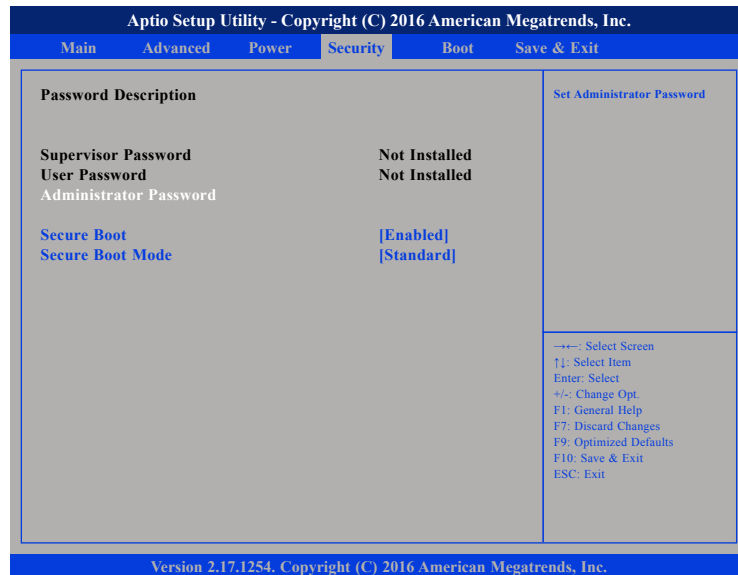 Aptio Setup Utility - Copyright (C) 2016 American Megatrends, Inc.
Main Advanced Power Security Boot Save & Exit
Password Description
Supervisor Password Not Installed
User Password Not Installed
Administrator Password
Secure Boot [Enabled]
Secure Boot Mode [Standard]
Set Administrator Password
→←: Select Screen
↑↓: Select Item
Enter: Select
+/-: Change Opt.
F1: General Help
F7: Discard Changes
F9: Optimized Defaults
F10: Save & Exit
ESC: Exit
Version 2.17.1254. Copyright (C) 2016 American Megatrends, Inc.